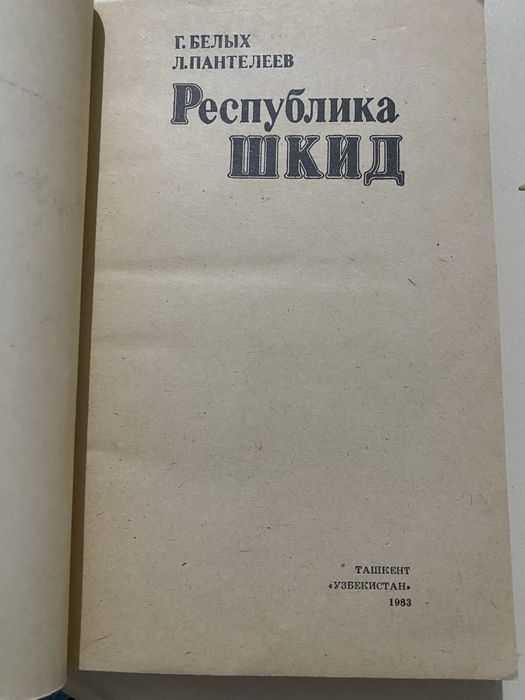 Г. БЕЛЫХ
Л. ПАНТЕЛЕЕВ
Республика
ШКИД
ТАШКЕНТ
«УЗБЕКИСТАН»
1983